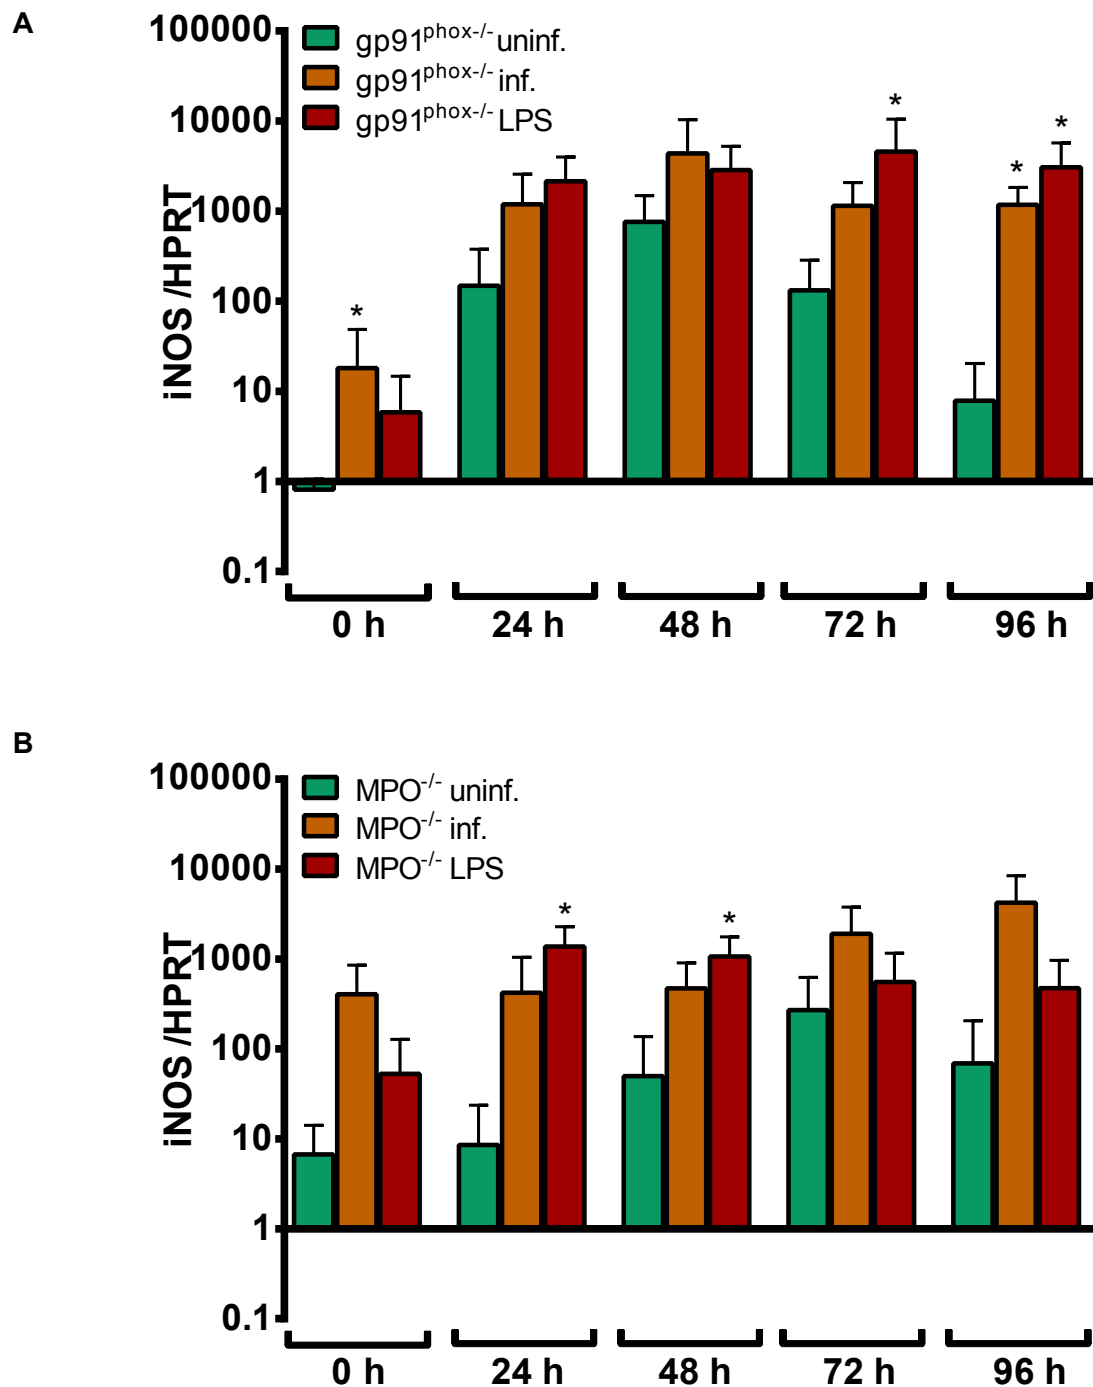 A
100000
10000
1000
100
10
1
0.1
iNOS /HPRT
gp91phox-/- uninf.
gp91phox-/- inf.
gp91phox-/- LPS
*
*
*
*
0 h 24 h 48 h 72 h 96 h
B
100000
10000
1000
100
10
1
0.1
iNOS /HPRT
MPO-/- uninf.
MPO-/- inf.
MPO-/- LPS
*
*
0 h 24 h 48 h 72 h 96 h